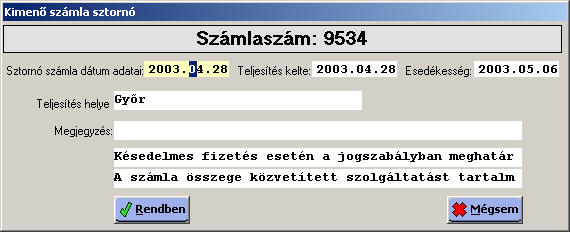 Kimenő számla sztornó
Számlaszám: 9534
Sztornó számla dátum adatai: 2003.04.28 Teljesítés kelte: 2003.04.28 Esedékesség: 2003.05.06
Teljesítés helye Győr
Megjegyzés:
Késedelmes fizetés esetén a jogszabályban meghatár
A számla összege közvetített szolgáltatást tartalm
Rendben Mégsem